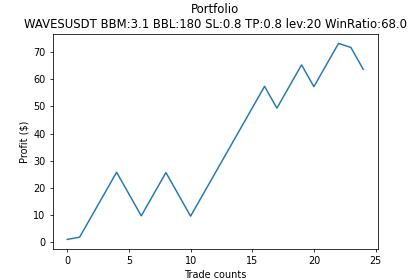 Portfolio
WAVESUSDT BBM:3.1 BBL:180 SL:0.8 TP:0.8 lev:20 WinRatio:68.0
70
60
50
40
30
20
10
0
Profit ($)
0 5 10 15 20 25
Trade counts